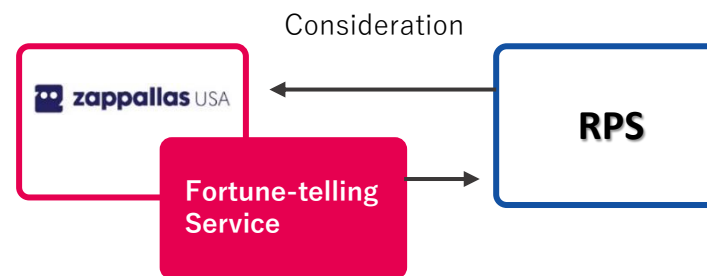 Consideration
zappallas USA
RPS
Fortune-telling
Service